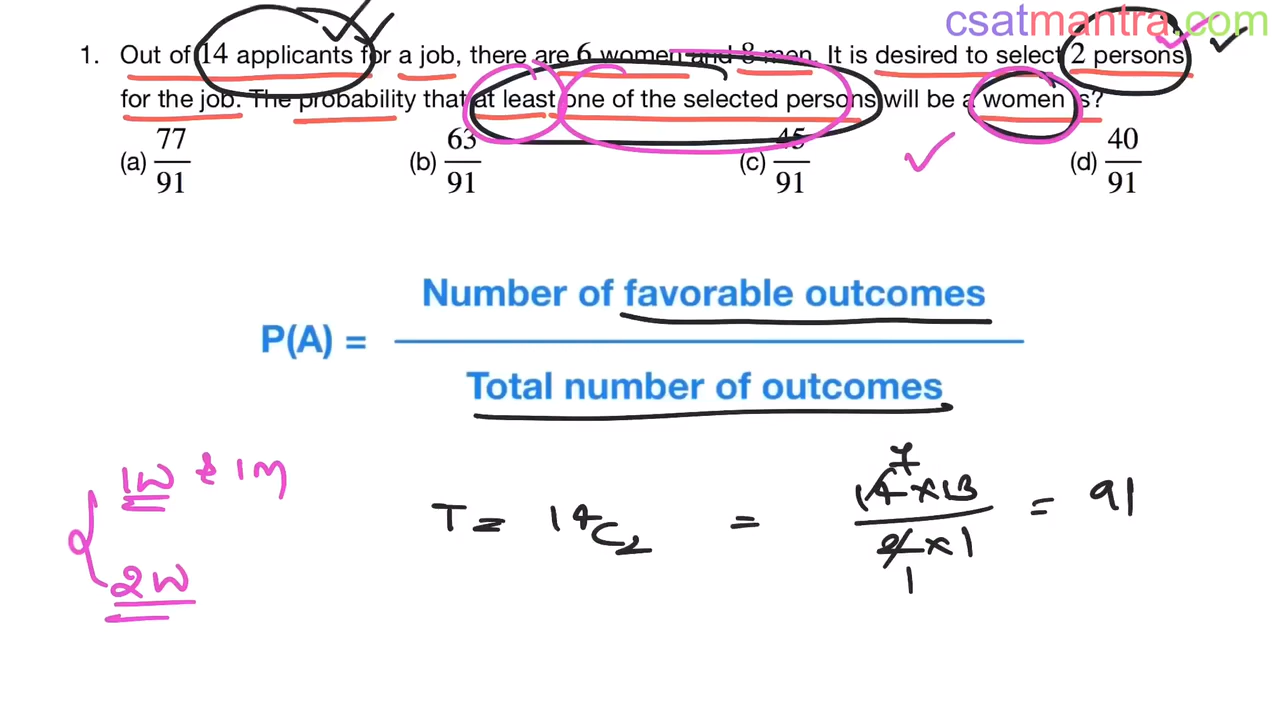 csatmantra.com
1. Out of 14 applicants for a job, there are 6 women and 8 men. It is desired to select 2 persons
for the job. The probability that at least one of the selected persons will be a women is?
(a) 77/91 (b) 63/91 (c) 45/91 (d) 40/91
Number of favorable outcomes
P(A) =
Total number of outcomes
1W & 1M
2W
T = 14C2 = 14×13 / 2×1 = 91
7
1